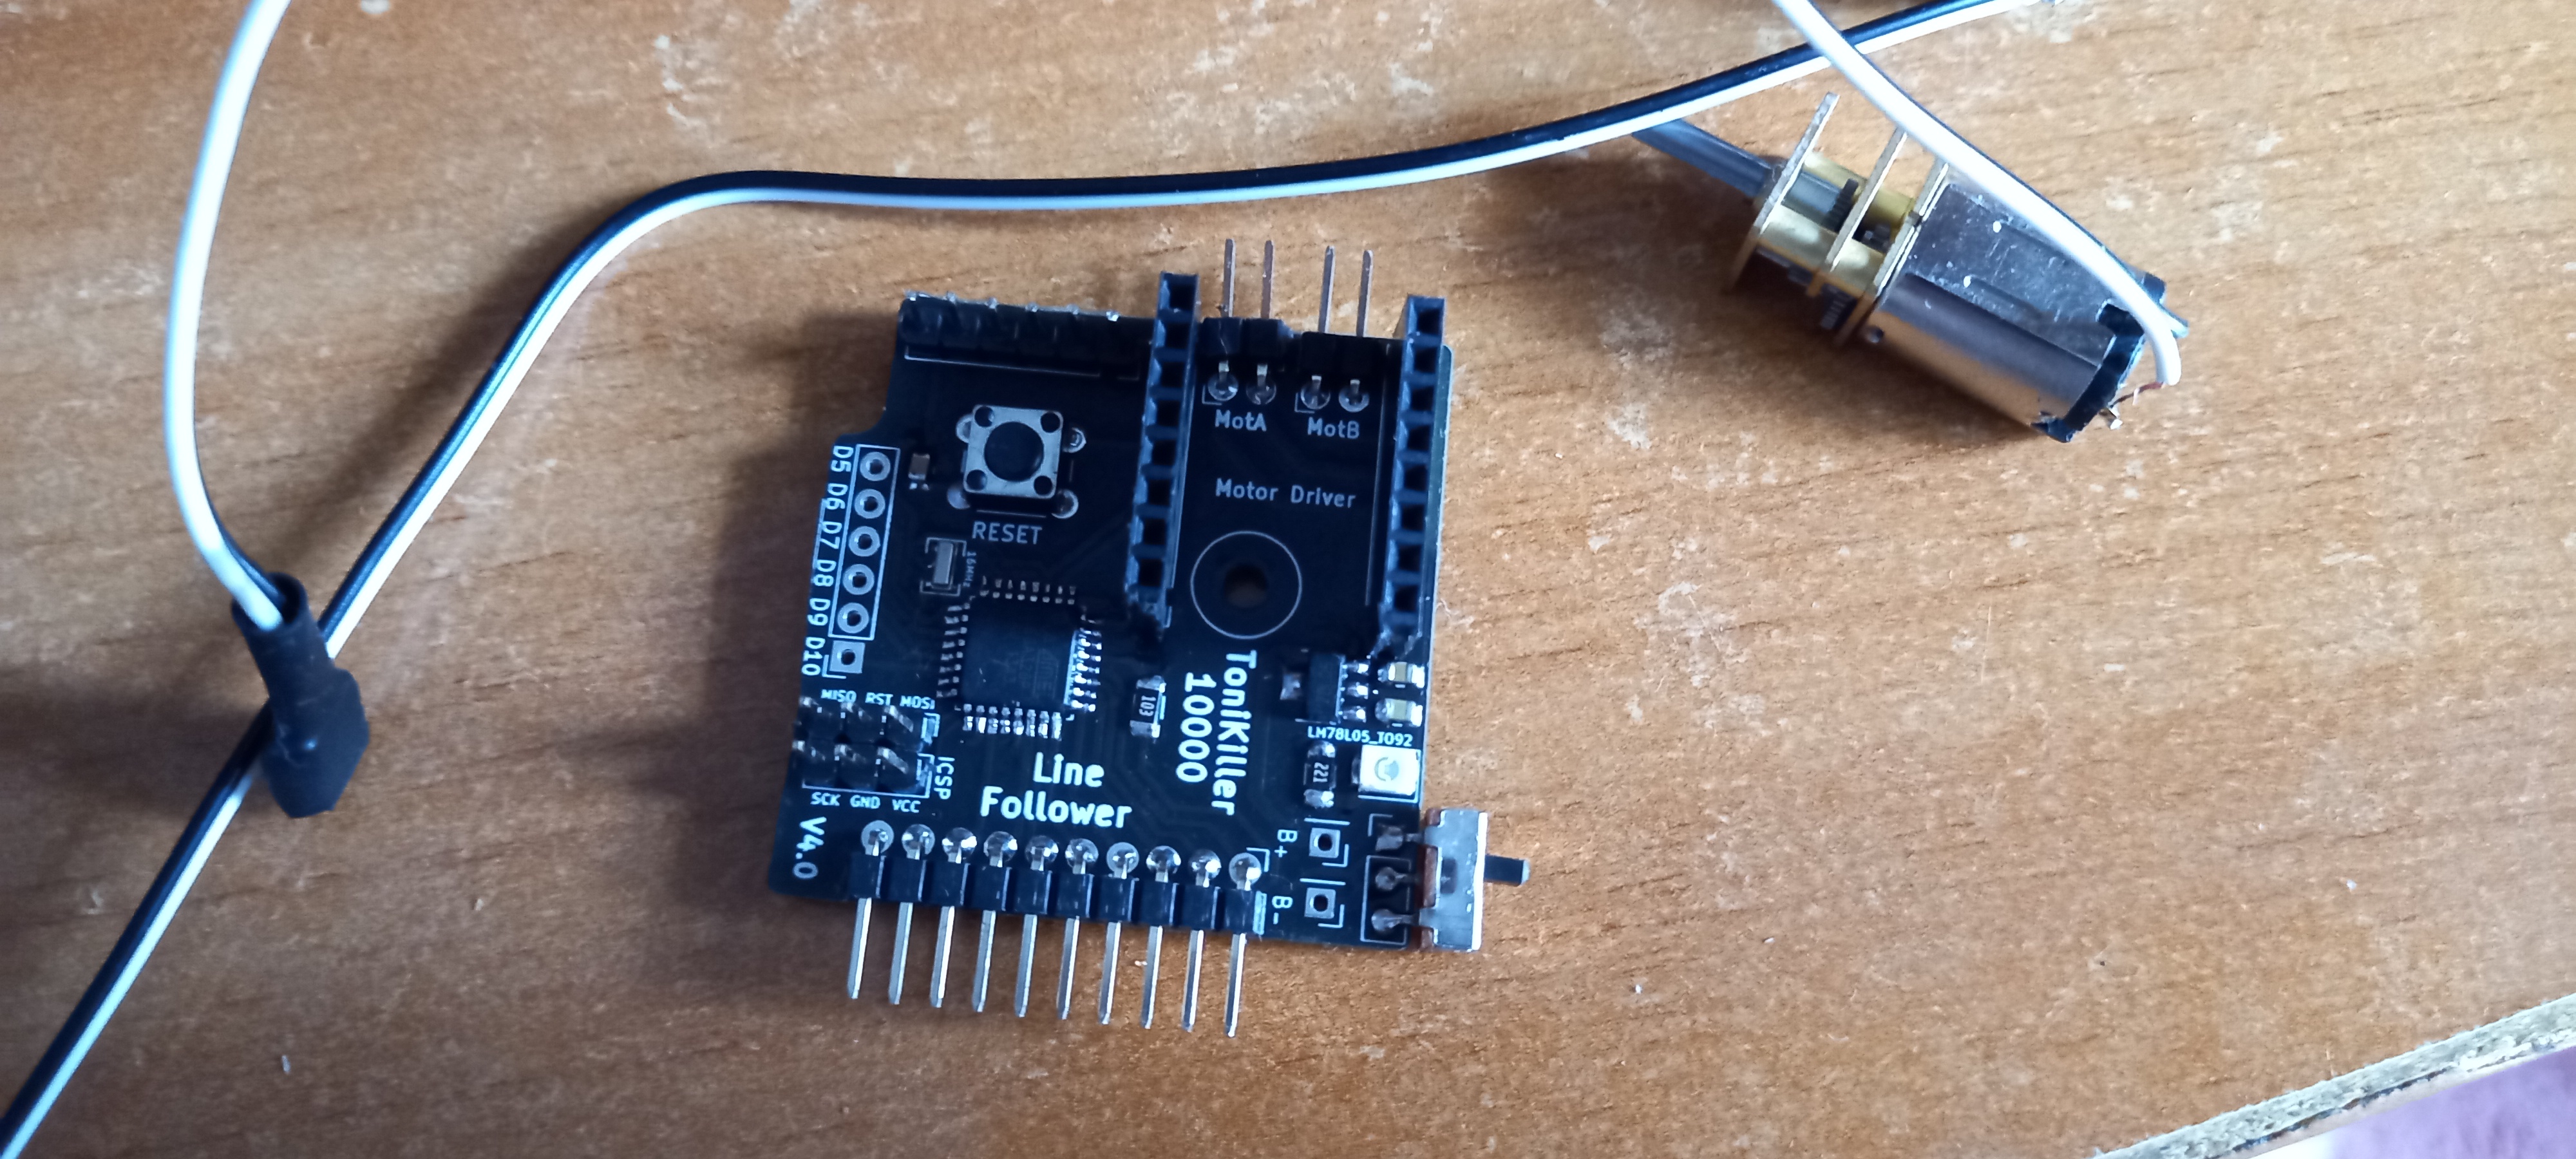 MotA MotB
Motor Driver
RESET
16MHz
D5 D6 D7 D8 D9 D10
MISO RST MOSI
ICSP
SCK GND VCC
103
ToniKiller
10000
LM78L05_TO92
221
Line
Follower
B+
B-
V4.0